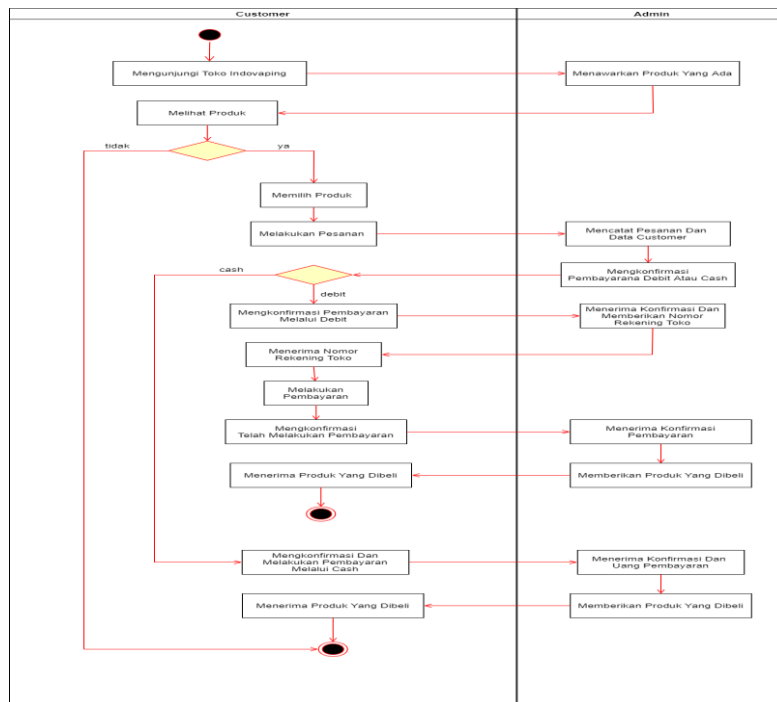 Customer
Admin
Mengunjungi Toko Indovaping
Menawarkan Produk Yang Ada
Melihat Produk
tidak
ya
Memilih Produk
Melakukan Pesanan
Mencatat Pesanan Dan
Data Customer
cash
Mengkonfirmasi
Pembayarana Debit Atau Cash
debit
Mengkonfirmasi Pembayaran
Melalui Debit
Menerima Konfirmasi Dan
Memberikan Nomor
Rekening Toko
Menerima Nomor
Rekening Toko
Melakukan
Pembayaran
Mengkonfirmasi
Telah Melakukan Pembayaran
Menerima Konfirmasi
Pembayaran
Menerima Produk Yang Dibeli
Memberikan Produk Yang Dibeli
Mengkonfirmasi Dan
Melakukan Pembayaran
Melalui Cash
Menerima Konfirmasi Dan
Uang Pembayaran
Menerima Produk Yang Dibeli
Memberikan Produk Yang Dibeli